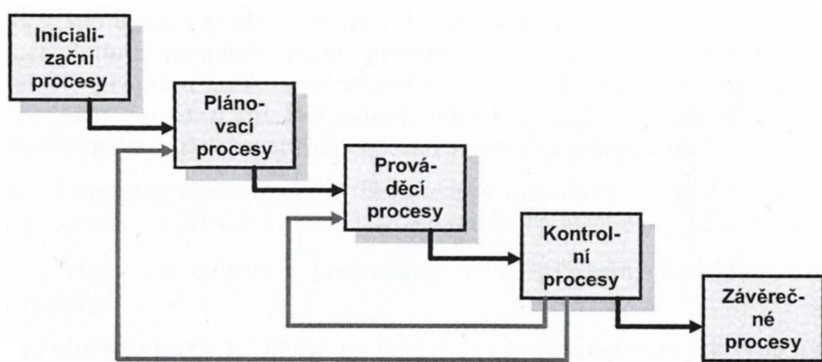 Iniciali-
zační
procesy
Pláno-
vací
procesy
Prová-
děcí
procesy
Kontrol-
ní
procesy
Závěreč-
né
procesy